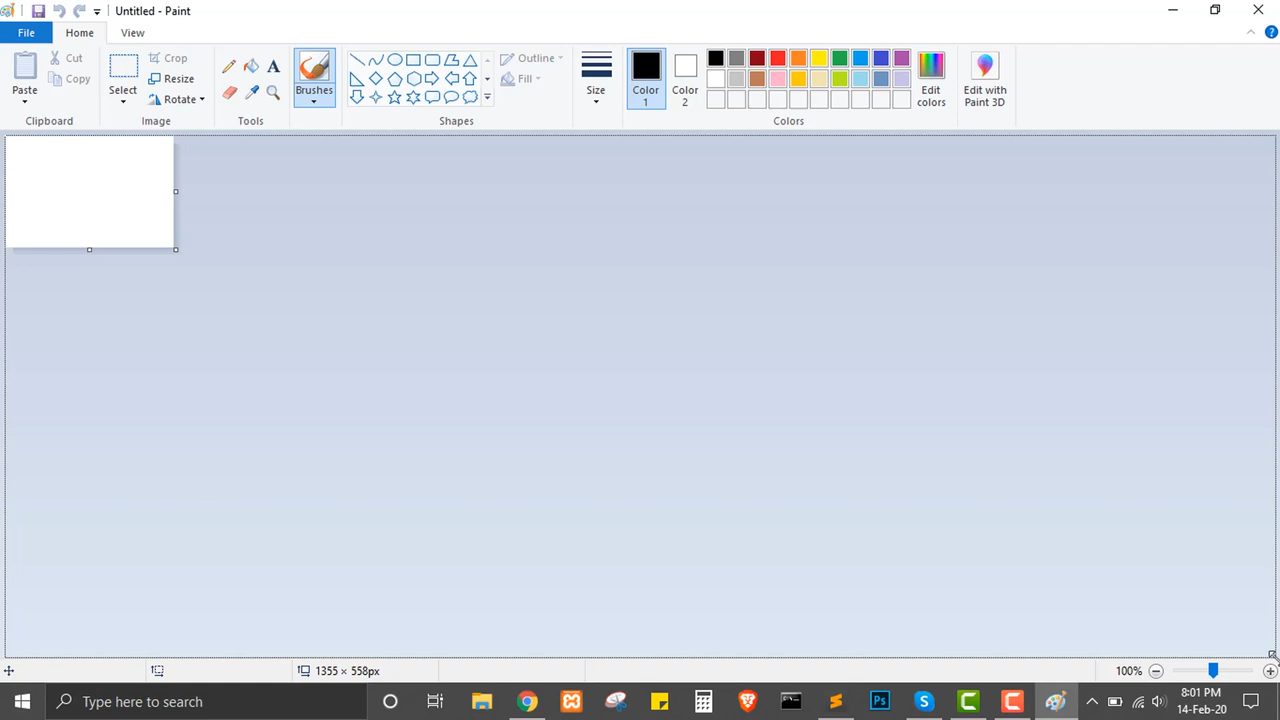 Untitled - Paint
File
Home
View
Paste
Cut
Copy
Clipboard
Select
Crop
Resize
Rotate
Image
A
Tools
Brushes
Outline
Fill
Shapes
Size
Color
1
Color
2
Edit
colors
Colors
Edit with
Paint 3D
1355 × 558px
100%
Type here to search
Ps
8:01 PM
14-Feb-20